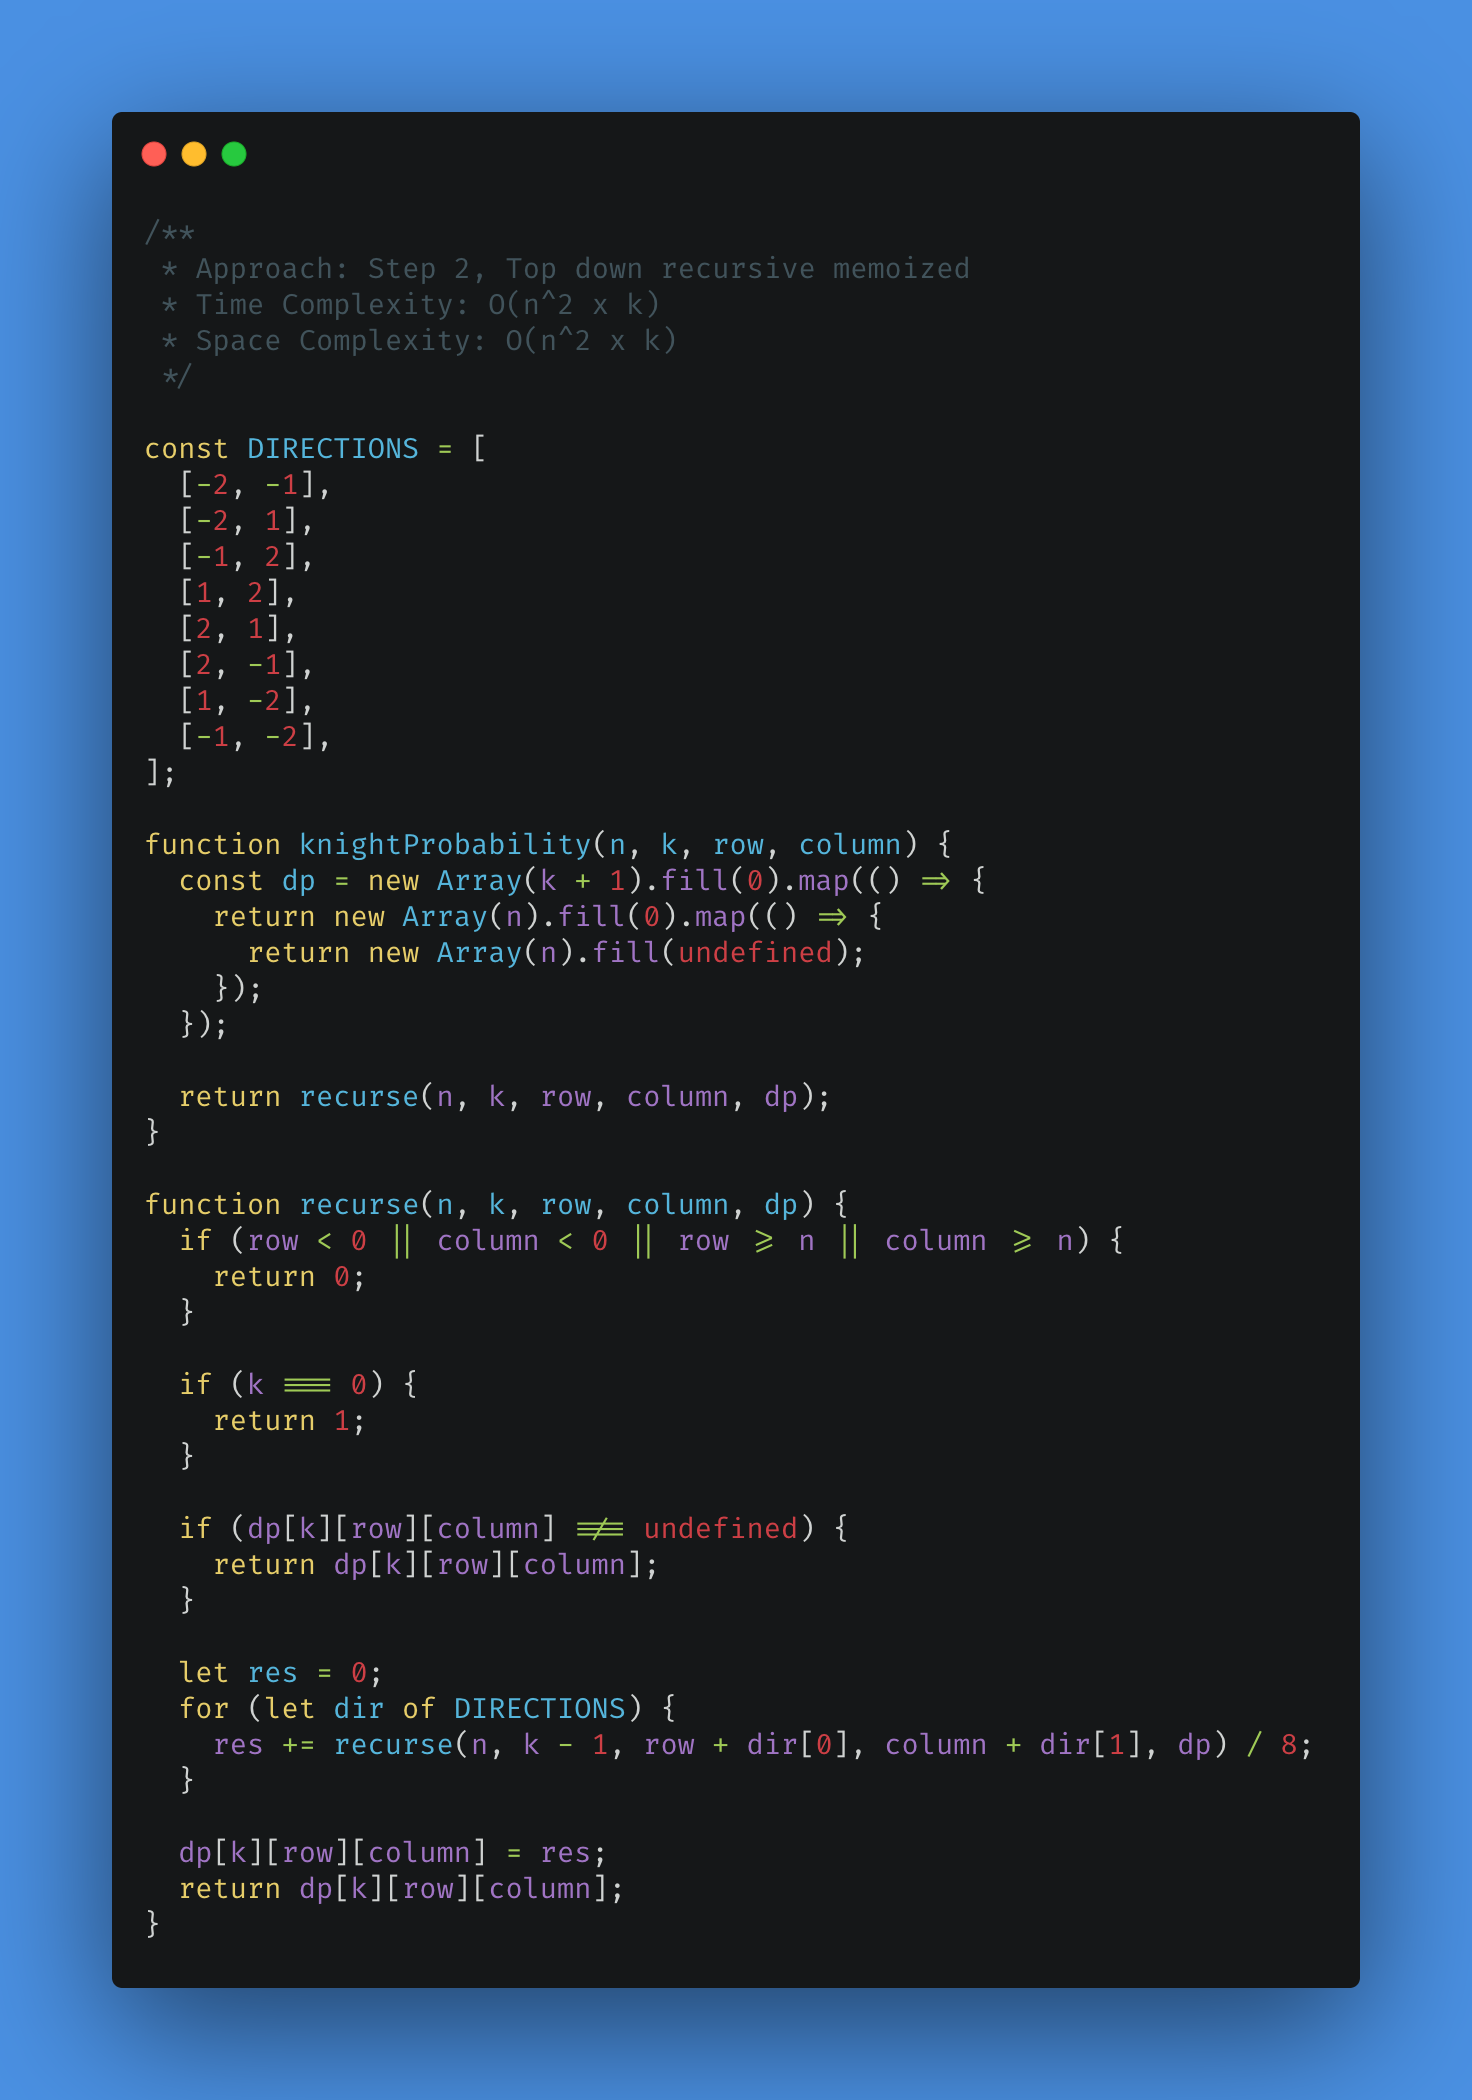 /**
 * Approach: Step 2, Top down recursive memoized
 * Time Complexity: O(n^2 x k)
 * Space Complexity: O(n^2 x k)
 */
const DIRECTIONS = [
  [-2, -1],
  [-2, 1],
  [-1, 2],
  [1, 2],
  [2, 1],
  [2, -1],
  [1, -2],
  [-1, -2],
];
function knightProbability(n, k, row, column) {
  const dp = new Array(k + 1).fill(0).map(() => {
    return new Array(n).fill(0).map(() => {
      return new Array(n).fill(undefined);
    });
  });
  return recurse(n, k, row, column, dp);
}
function recurse(n, k, row, column, dp) {
  if (row < 0 || column < 0 || row >= n || column >= n) {
    return 0;
  }
  if (k === 0) {
    return 1;
  }
  if (dp[k][row][column] !== undefined) {
    return dp[k][row][column];
  }
  let res = 0;
  for (let dir of DIRECTIONS) {
    res += recurse(n, k - 1, row + dir[0], column + dir[1], dp) / 8;
  }
  dp[k][row][column] = res;
  return dp[k][row][column];
}